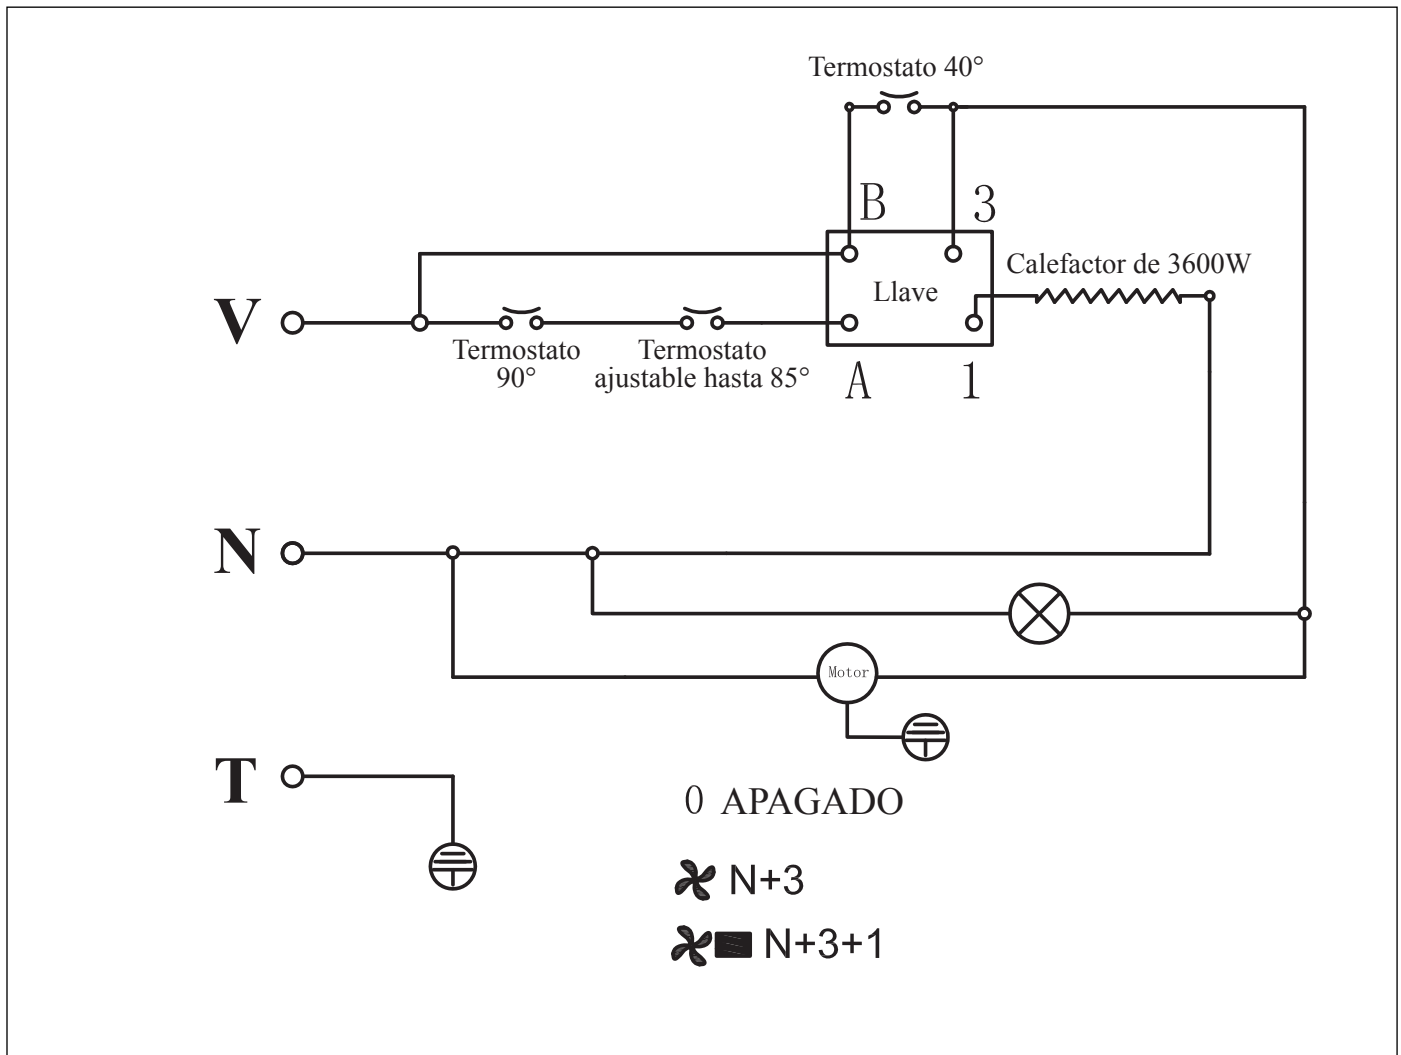 Termostato 40°
B 3
Calefactor de 3600W
Llave
V
Termostato
90°
Termostato
ajustable hasta 85°
A 1
N
Motor
T
0 APAGADO
N+3
N+3+1